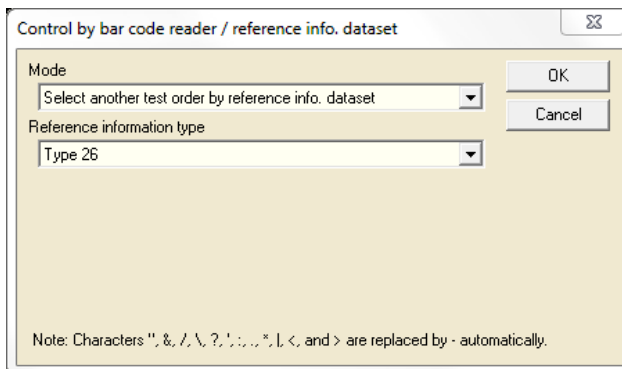 Control by bar code reader / reference info. dataset
Mode
OK
Select another test order by reference info. dataset
Cancel
Reference information type
Type 26
Note: Characters '', &, /, \, ?, ', :, ., *, |, <, and > are replaced by - automatically.